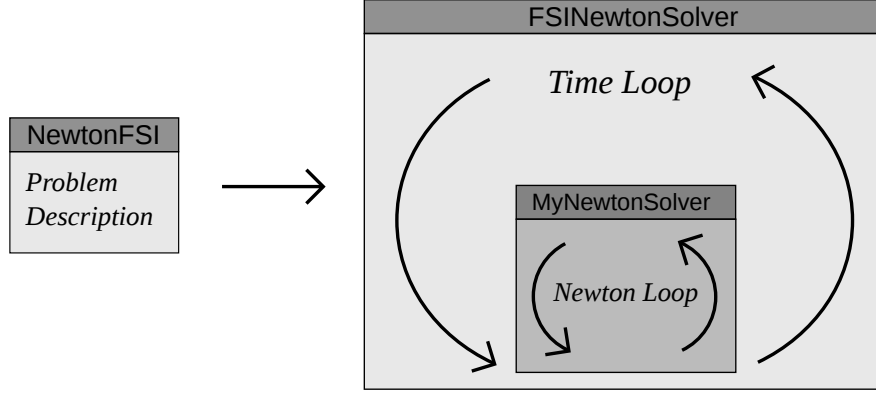 FSINewtonSolver
Time Loop
NewtonFSI
Problem
Description
MyNewtonSolver
Newton Loop